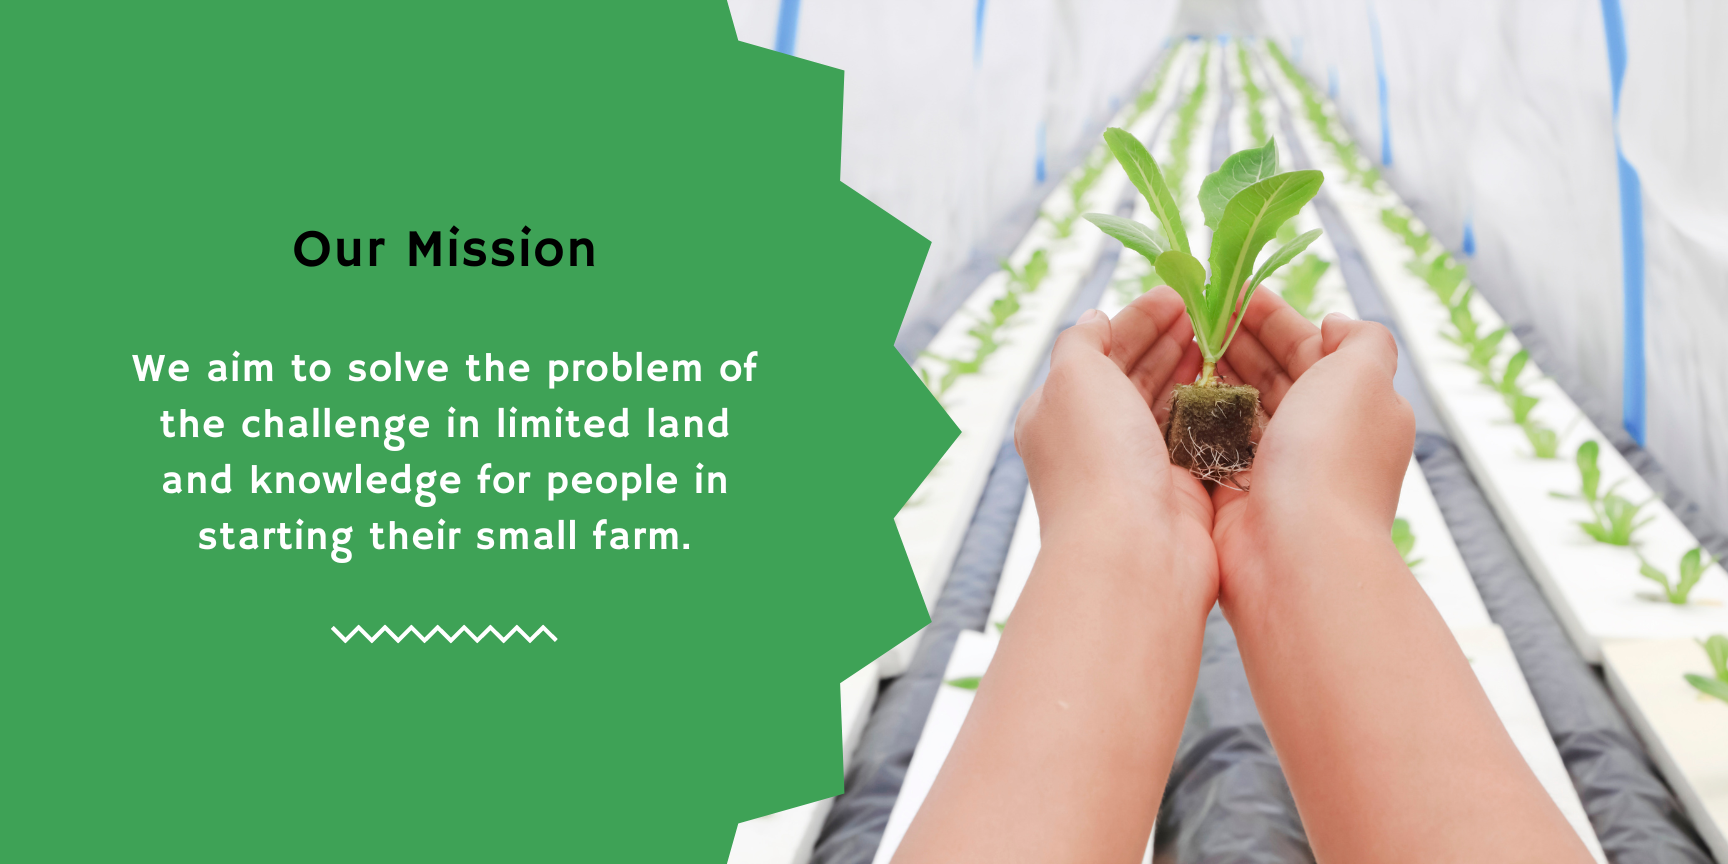 Our Mission
We aim to solve the problem of
the challenge in limited land
and knowledge for people in
starting their small farm.